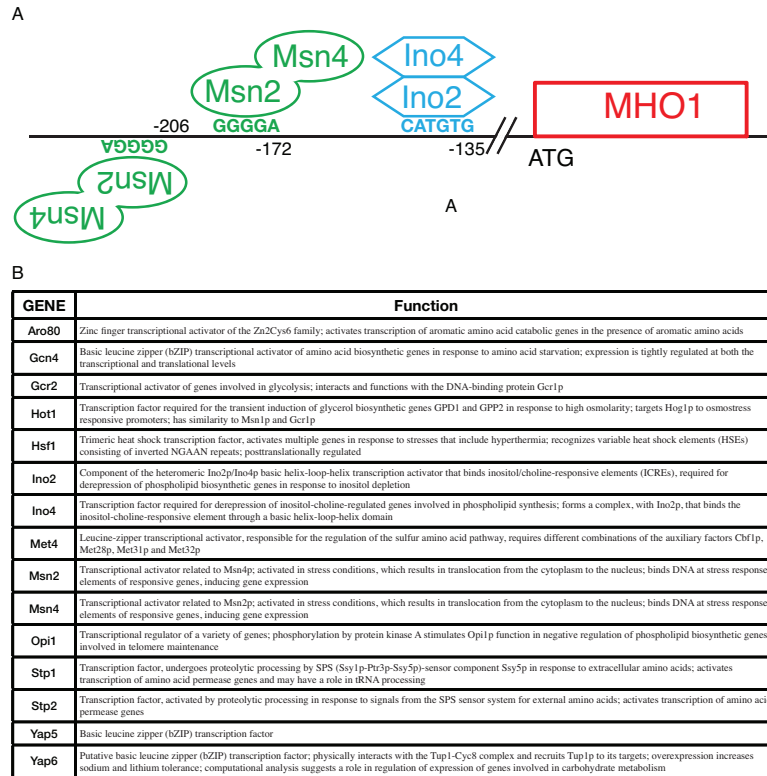 A
Msn4
Ino4
Msn2
Ino2
MHO1
-206
GGGGA
CATGTG
GGGGA
-172
-135
ATG
Msn2
Msn4
A
B
GENE Function
Aro80 Zinc finger transcriptional activator of the Zn2Cys6 family; activates transcription of aromatic amino acid catabolic genes in the presence of aromatic amino acids
Gcn4 Basic leucine zipper (bZIP) transcriptional activator of amino acid biosynthetic genes in response to amino acid starvation; expression is tightly regulated at both the
transcriptional and translational levels
Gcr2 Transcriptional activator of genes involved in glycolysis; interacts and functions with the DNA-binding protein Gcr1p
Hot1 Transcription factor required for the transient induction of glycerol biosynthetic genes GPD1 and GPP2 in response to high osmolarity; targets Hog1p to osmostress
responsive promoters; has similarity to Msn1p and Gcr1p
Hsf1 Trimeric heat shock transcription factor, activates multiple genes in response to stresses that include hyperthermia; recognizes variable heat shock elements (HSEs)
consisting of inverted NGAAN repeats; posttranslationally regulated
Ino2 Component of the heteromeric Ino2p/Ino4p basic helix-loop-helix transcription activator that binds inositol/choline-responsive elements (ICREs), required for
derepression of phospholipid biosynthetic genes in response to inositol depletion
Ino4 Transcription factor required for derepression of inositol-choline-regulated genes involved in phospholipid synthesis; forms a complex, with Ino2p, that binds the
inositol-choline-responsive element through a basic helix-loop-helix domain
Met4 Leucine-zipper transcriptional activator, responsible for the regulation of the sulfur amino acid pathway, requires different combinations of the auxiliary factors Cbf1p,
Met28p, Met31p and Met32p
Msn2 Transcriptional activator related to Msn4p; activated in stress conditions, which results in translocation from the cytoplasm to the nucleus; binds DNA at stress response
elements of responsive genes, inducing gene expression
Msn4 Transcriptional activator related to Msn2p; activated in stress conditions, which results in translocation from the cytoplasm to the nucleus; binds DNA at stress response
elements of responsive genes, inducing gene expression
Opi1 Transcriptional regulator of a variety of genes; phosphorylation by protein kinase A stimulates Opi1p function in negative regulation of phospholipid biosynthetic genes
involved in telomere maintenance
Stp1 Transcription factor, undergoes proteolytic processing by SPS (Ssy1p-Ptr3p-Ssy5p)-sensor component Ssy5p in response to extracellular amino acids; activates
transcription of amino acid permease genes and may have a role in tRNA processing
Stp2 Transcription factor, activated by proteolytic processing in response to signals from the SPS sensor system for external amino acids; activates transcription of amino
permease genes
Yap5 Basic leucine zipper (bZIP) transcription factor
Yap6 Putative basic leucine zipper (bZIP) transcription factor; physically interacts with the Tup1-Cyc8 complex and recruits Tup1p to its targets; overexpression increases
sodium and lithium tolerance; computational analysis suggests a role in regulation of expression of genes involved in carbohydrate metabolism